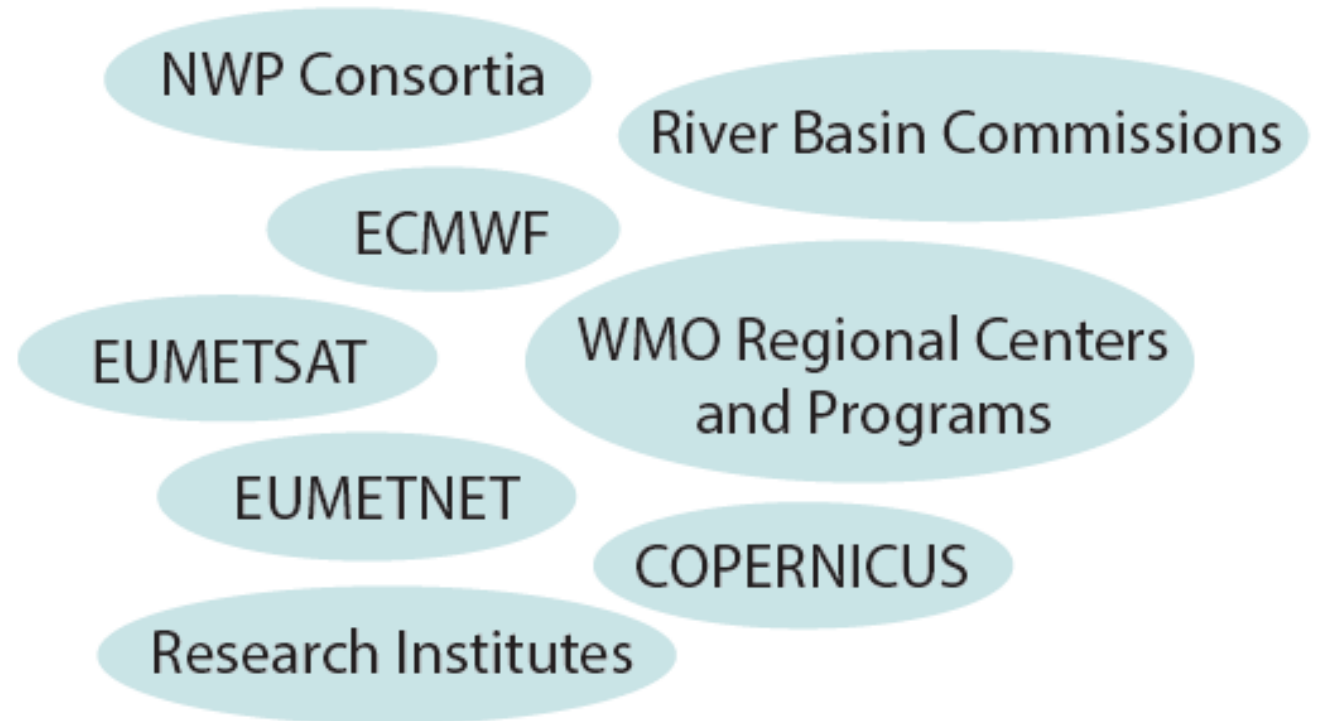 NWP Consortia
River Basin Commissions
ECMWF
EUMETSAT
WMO Regional Centers
and Programs
EUMETNET
COPERNICUS
Research Institutes